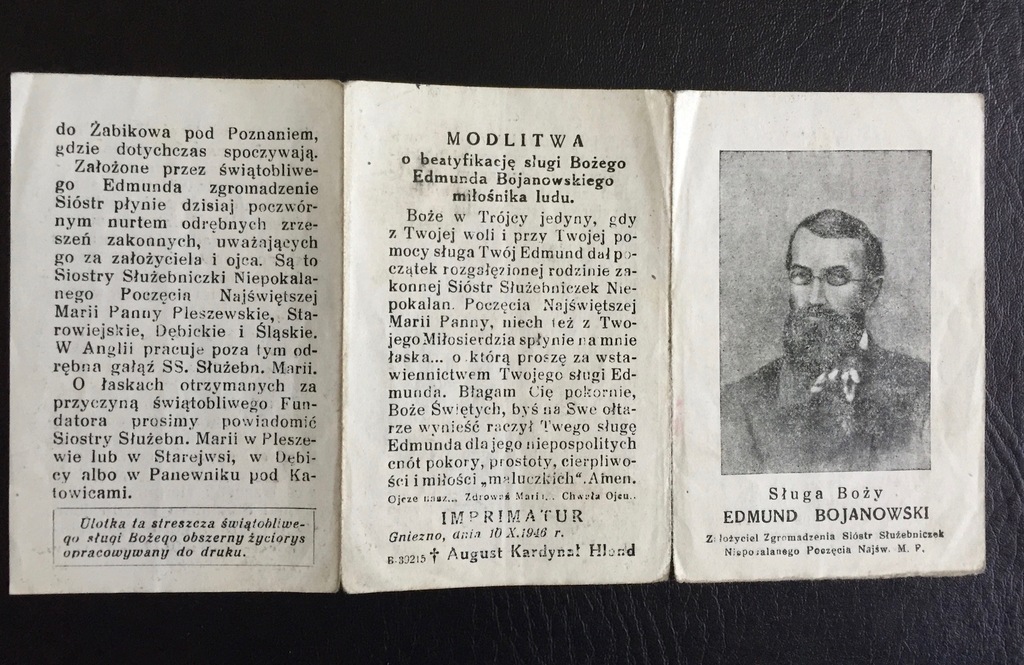 do Żabikowa pod Poznaniem,
gdzie dotychczas spoczywają.
Założone przez świątobliwe-
go Edmunda zgromadzenie
Sióstr płynie dzisiaj poczwór-
nym nurtem odrębnych zrze-
szeń zakonnych, uważających
go za założyciela i ojca. Są to
Siostry Służebniczki Niepokala-
nego Poczęcia Najświętszej
Marii Panny Pleszewskie, Sta-
rowiejskie, Dębickie i Śląskie.
W Anglii pracuje poza tym od-
rębna gałąź SS. Służebn. Marii.
O łaskach otrzymanych za
przyczyną świątobliwego Fun-
datora prosimy powiadomić
Siostry Służebn. Marii w Plesze-
wie lub w Starejwsi, w Dębi-
cy albo w Panewniku pod Ka-
towicami.
Ulotka ta streszcza świątobliwe-
go sługi Bożego obszerny życiorys
opracowywany do druku.
MODLITWA
o beatyfikację sługi Bożego
Edmunda Bojanowskiego
miłośnika ludu.
Boże w Trójcy jedyny, gdy
z Twojej woli i przy Twojej po-
mocy sługa Twój Edmund dał po-
czątek rozgałęzionej rodzinie za-
konnej Sióstr Służebniczek Nie-
pokalan. Poczęcia Najświętszej
Marii Panny, niech też z Two-
jego Miłosierdzia spłynie na mnie
łaska... o którą proszę za wsta-
wiennictwem Twojego sługi Ed-
munda. Błagam Cię pokornie,
Boże Świętych, byś na Swe ołta-
rze wynieść raczył Twego sługę
Edmunda dla jego niepospolitych
cnót pokory, prostoty, cierpliwo-
ści i miłości „maluczkich". Amen.
Ojcze nasz... Zdrowaś Mario... Chwała Ojcu..
IMPRIMATUR
Gniezno, dnia 10 X.1946 r.
B-39215 † August Kardynał Hlond
Sługa Boży
EDMUND BOJANOWSKI
Założyciel Zgromadzenia Sióstr Służebniczek
Niepokalanego Poczęcia Najśw. M. P.